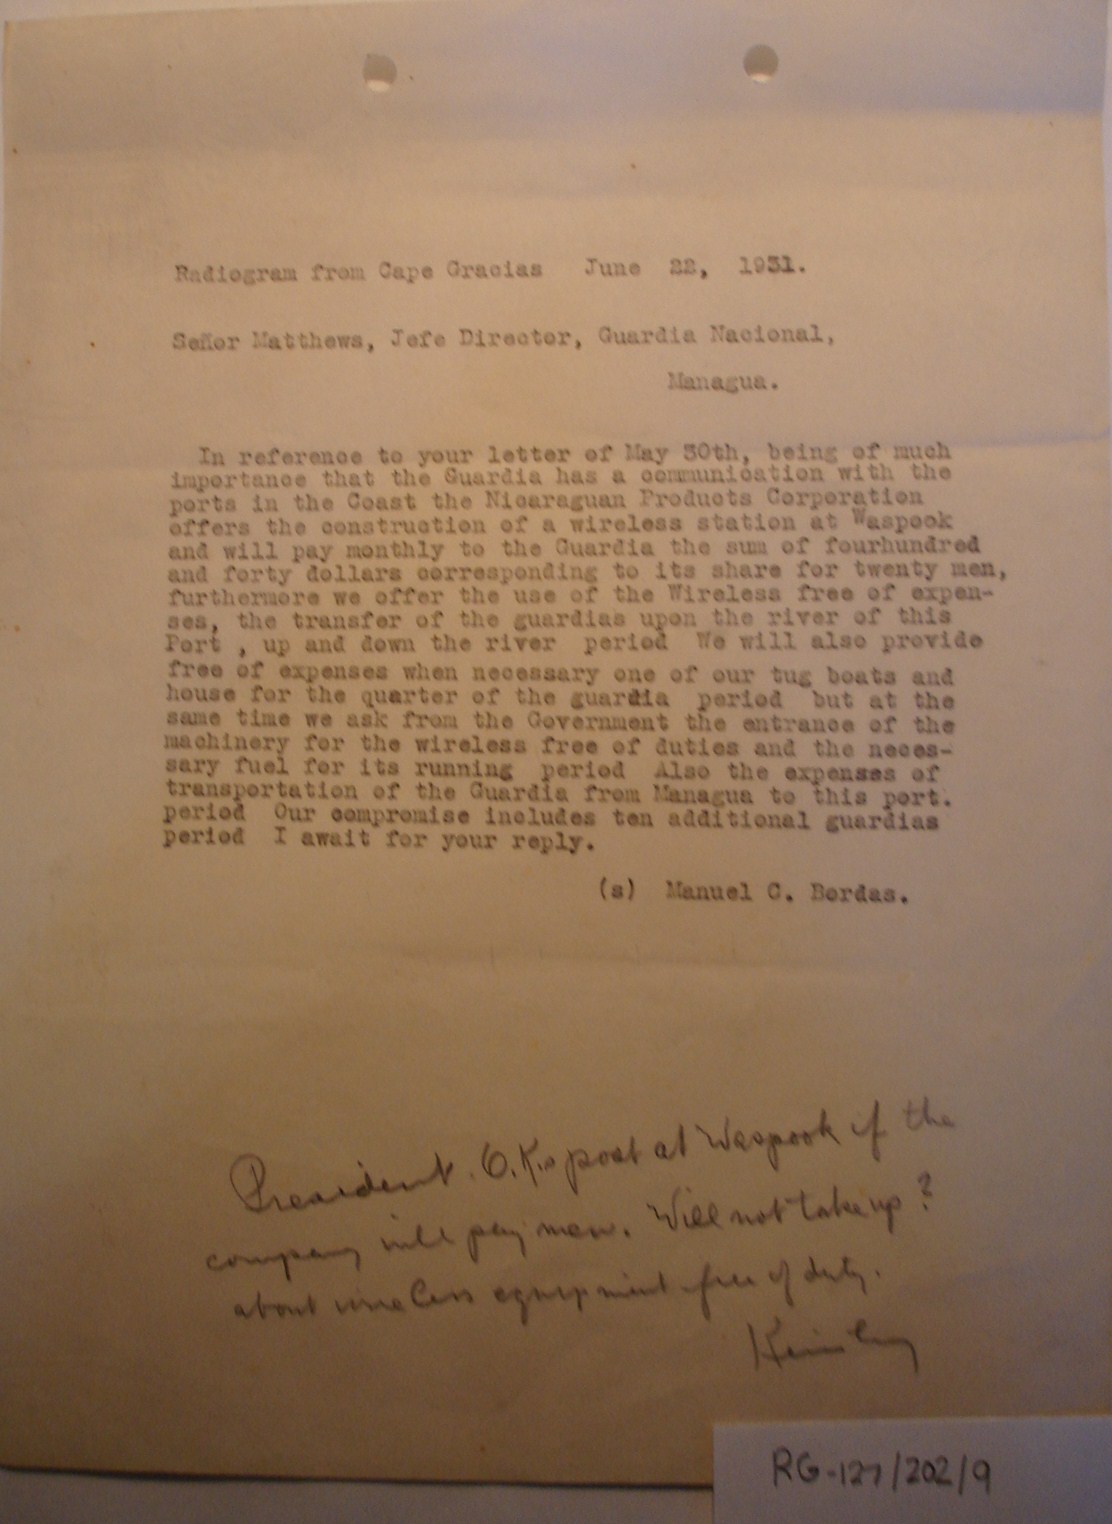 Radiogram from Cape Gracias June 22, 1931.
Señor Matthews, Jefe Director, Guardia Nacional,
Managua.
In reference to your letter of May 30th, being of much
importance that the Guardia has a communication with the
ports in the Coast the Nicaraguan Products Corporation
offers the construction of a wireless station at Waspook
and will pay monthly to the Guardia the sum of fourhundred
and forty dollars corresponding to its share for twenty men,
furthermore we offer the use of the Wireless free of expen-
ses, the transfer of the guardias upon the river of this
Port , up and down the river period We will also provide
free of expenses when necessary one of our tug boats and
house for the quarter of the guardia period but at the
same time we ask from the Government the entrance of the
machinery for the wireless free of duties and the neces-
sary fuel for its running period Also the expenses of
transportation of the Guardia from Managua to this port.
period Our compromise includes ten additional guardias
period I await for your reply.
(s) Manuel C. Bordas.
President. O.K.s post at Waspook if the
company will pay men. Will not take up ?
about wireless equipment free of duty.
RG-127/202/9